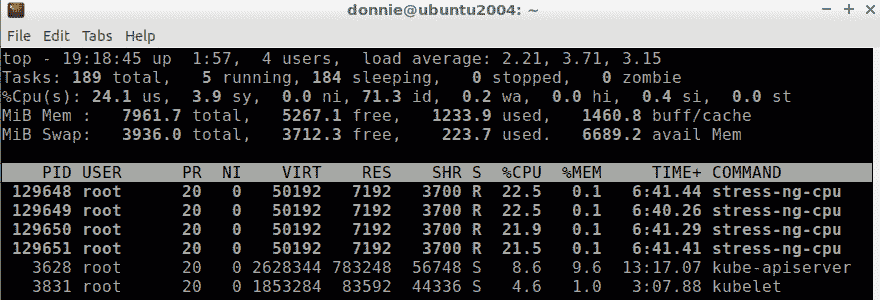 donnie@ubuntu2004: ~
File Edit Tabs Help
top - 19:18:45 up  1:57,  4 users,  load average: 2.21, 3.71, 3.15
Tasks: 189 total,   5 running, 184 sleeping,   0 stopped,   0 zombie
%Cpu(s): 24.1 us,  3.9 sy,  0.0 ni, 71.3 id,  0.2 wa,  0.0 hi,  0.4 si,  0.0 st
MiB Mem :   7961.7 total,   5267.1 free,   1233.9 used,   1460.8 buff/cache
MiB Swap:   3936.0 total,   3712.3 free,    223.7 used.   6689.2 avail Mem
PID USER      PR  NI    VIRT    RES    SHR S  %CPU  %MEM     TIME+ COMMAND
129648 root      20   0   50192   7192   3700 R  22.5   0.1   6:41.44 stress-ng-cpu
129649 root      20   0   50192   7192   3700 R  22.5   0.1   6:40.26 stress-ng-cpu
129650 root      20   0   50192   7192   3700 R  21.9   0.1   6:41.29 stress-ng-cpu
129651 root      20   0   50192   7192   3700 R  21.5   0.1   6:41.41 stress-ng-cpu
3628 root      20   0 2628344 783248  56748 S   8.6   9.6  13:17.07 kube-apiserver
3831 root      20   0 1853284  83592  44336 S   4.6   1.0   3:07.88 kubelet